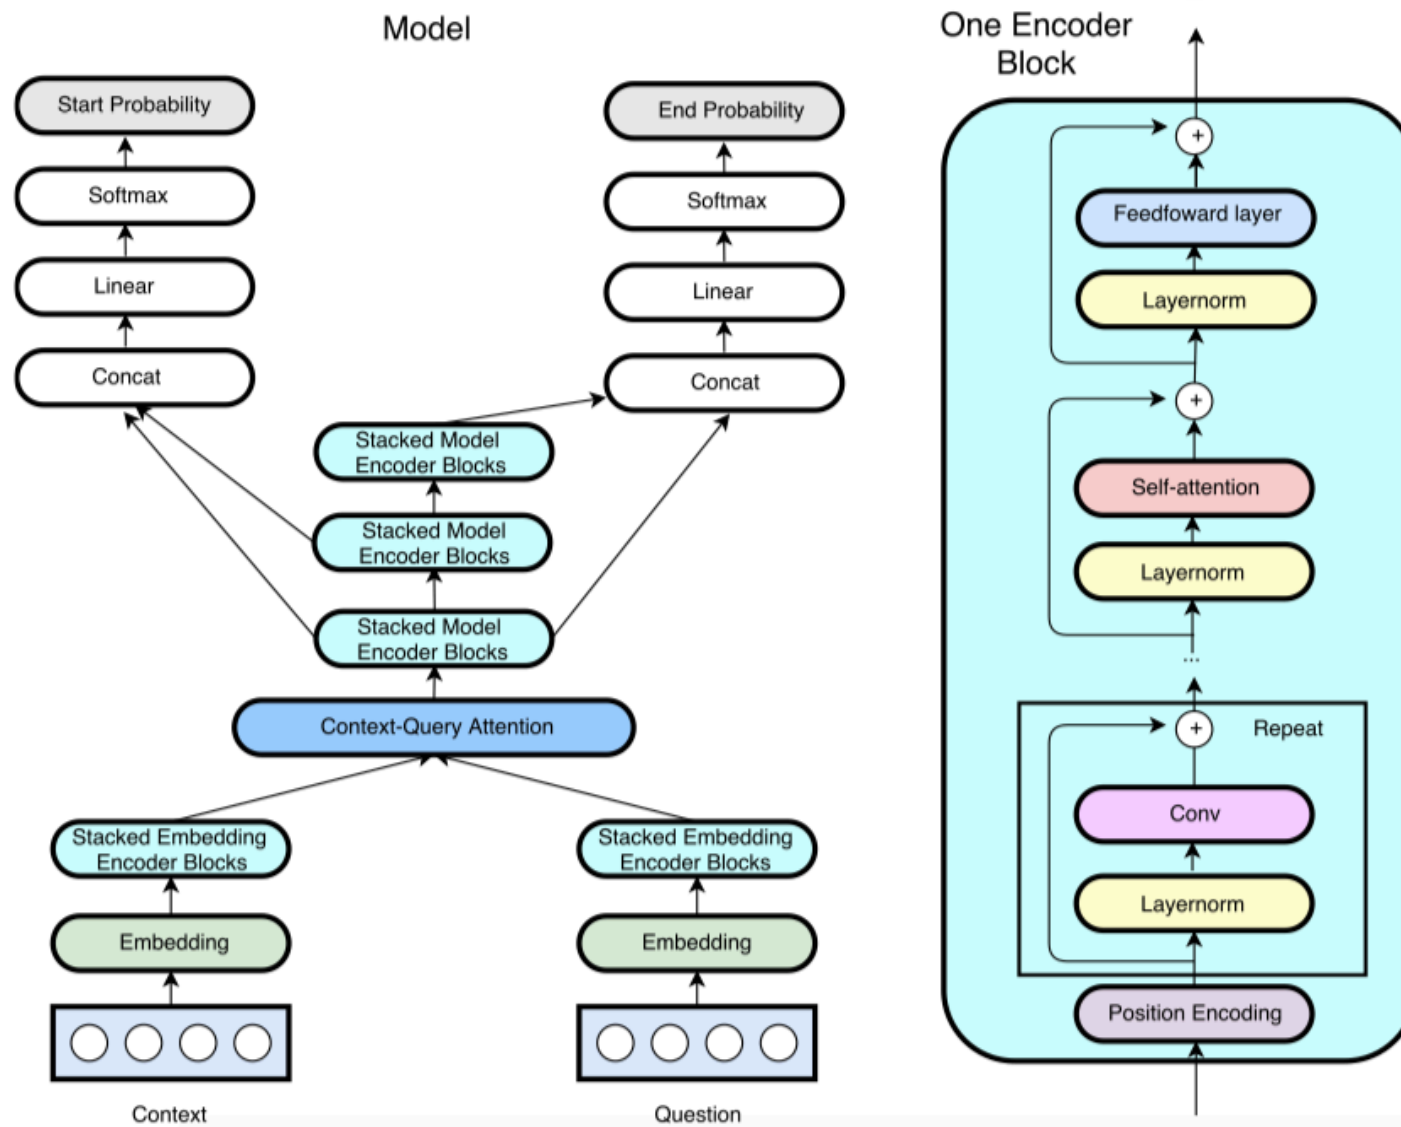 Model
Start Probability
Softmax
Linear
Concat
End Probability
Softmax
Linear
Concat
Stacked Model
Encoder Blocks
Stacked Model
Encoder Blocks
Stacked Model
Encoder Blocks
Context-Query Attention
Stacked Embedding
Encoder Blocks
Embedding
Context
Stacked Embedding
Encoder Blocks
Embedding
Question
One Encoder
Block
+
Feedfoward layer
Layernorm
+
Self-attention
Layernorm
...
+
Repeat
Conv
Layernorm
Position Encoding